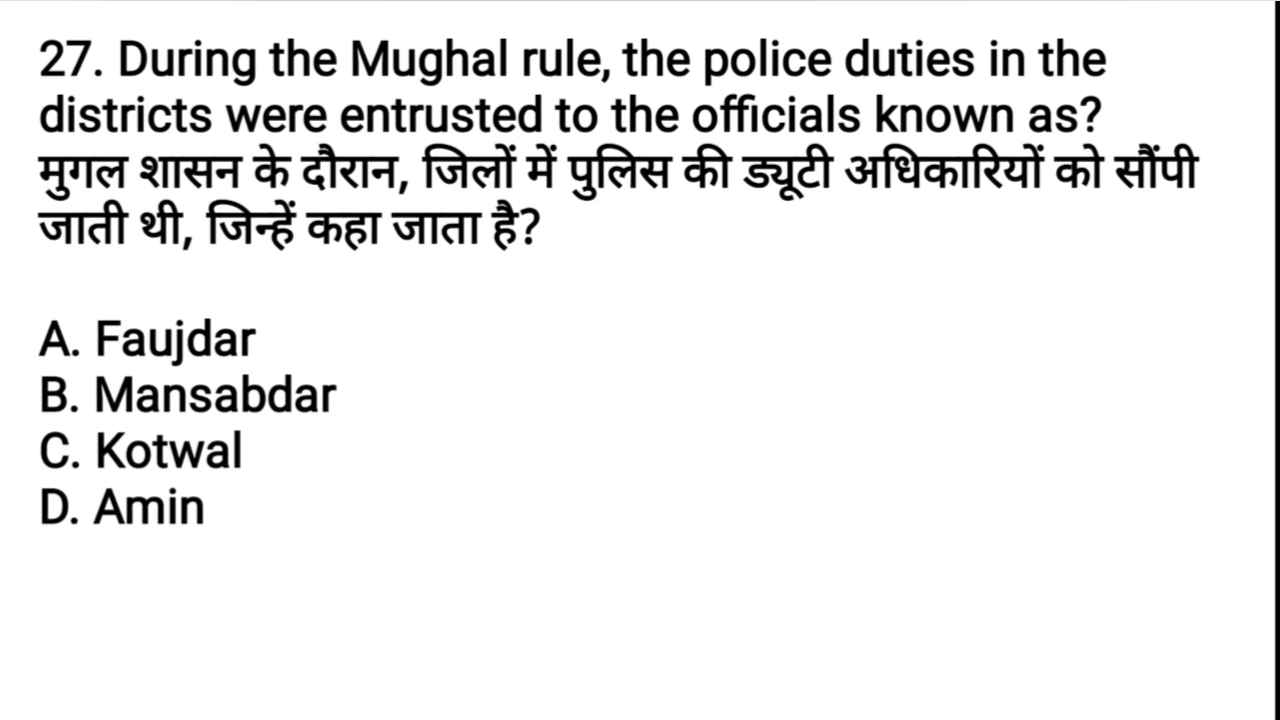 27. During the Mughal rule, the police duties in the
districts were entrusted to the officials known as?
मुगल शासन के दौरान, जिलों में पुलिस की ड्यूटी अधिकारियों को सौंपी
जाती थी, जिन्हें कहा जाता है?
A. Faujdar
B. Mansabdar
C. Kotwal
D. Amin